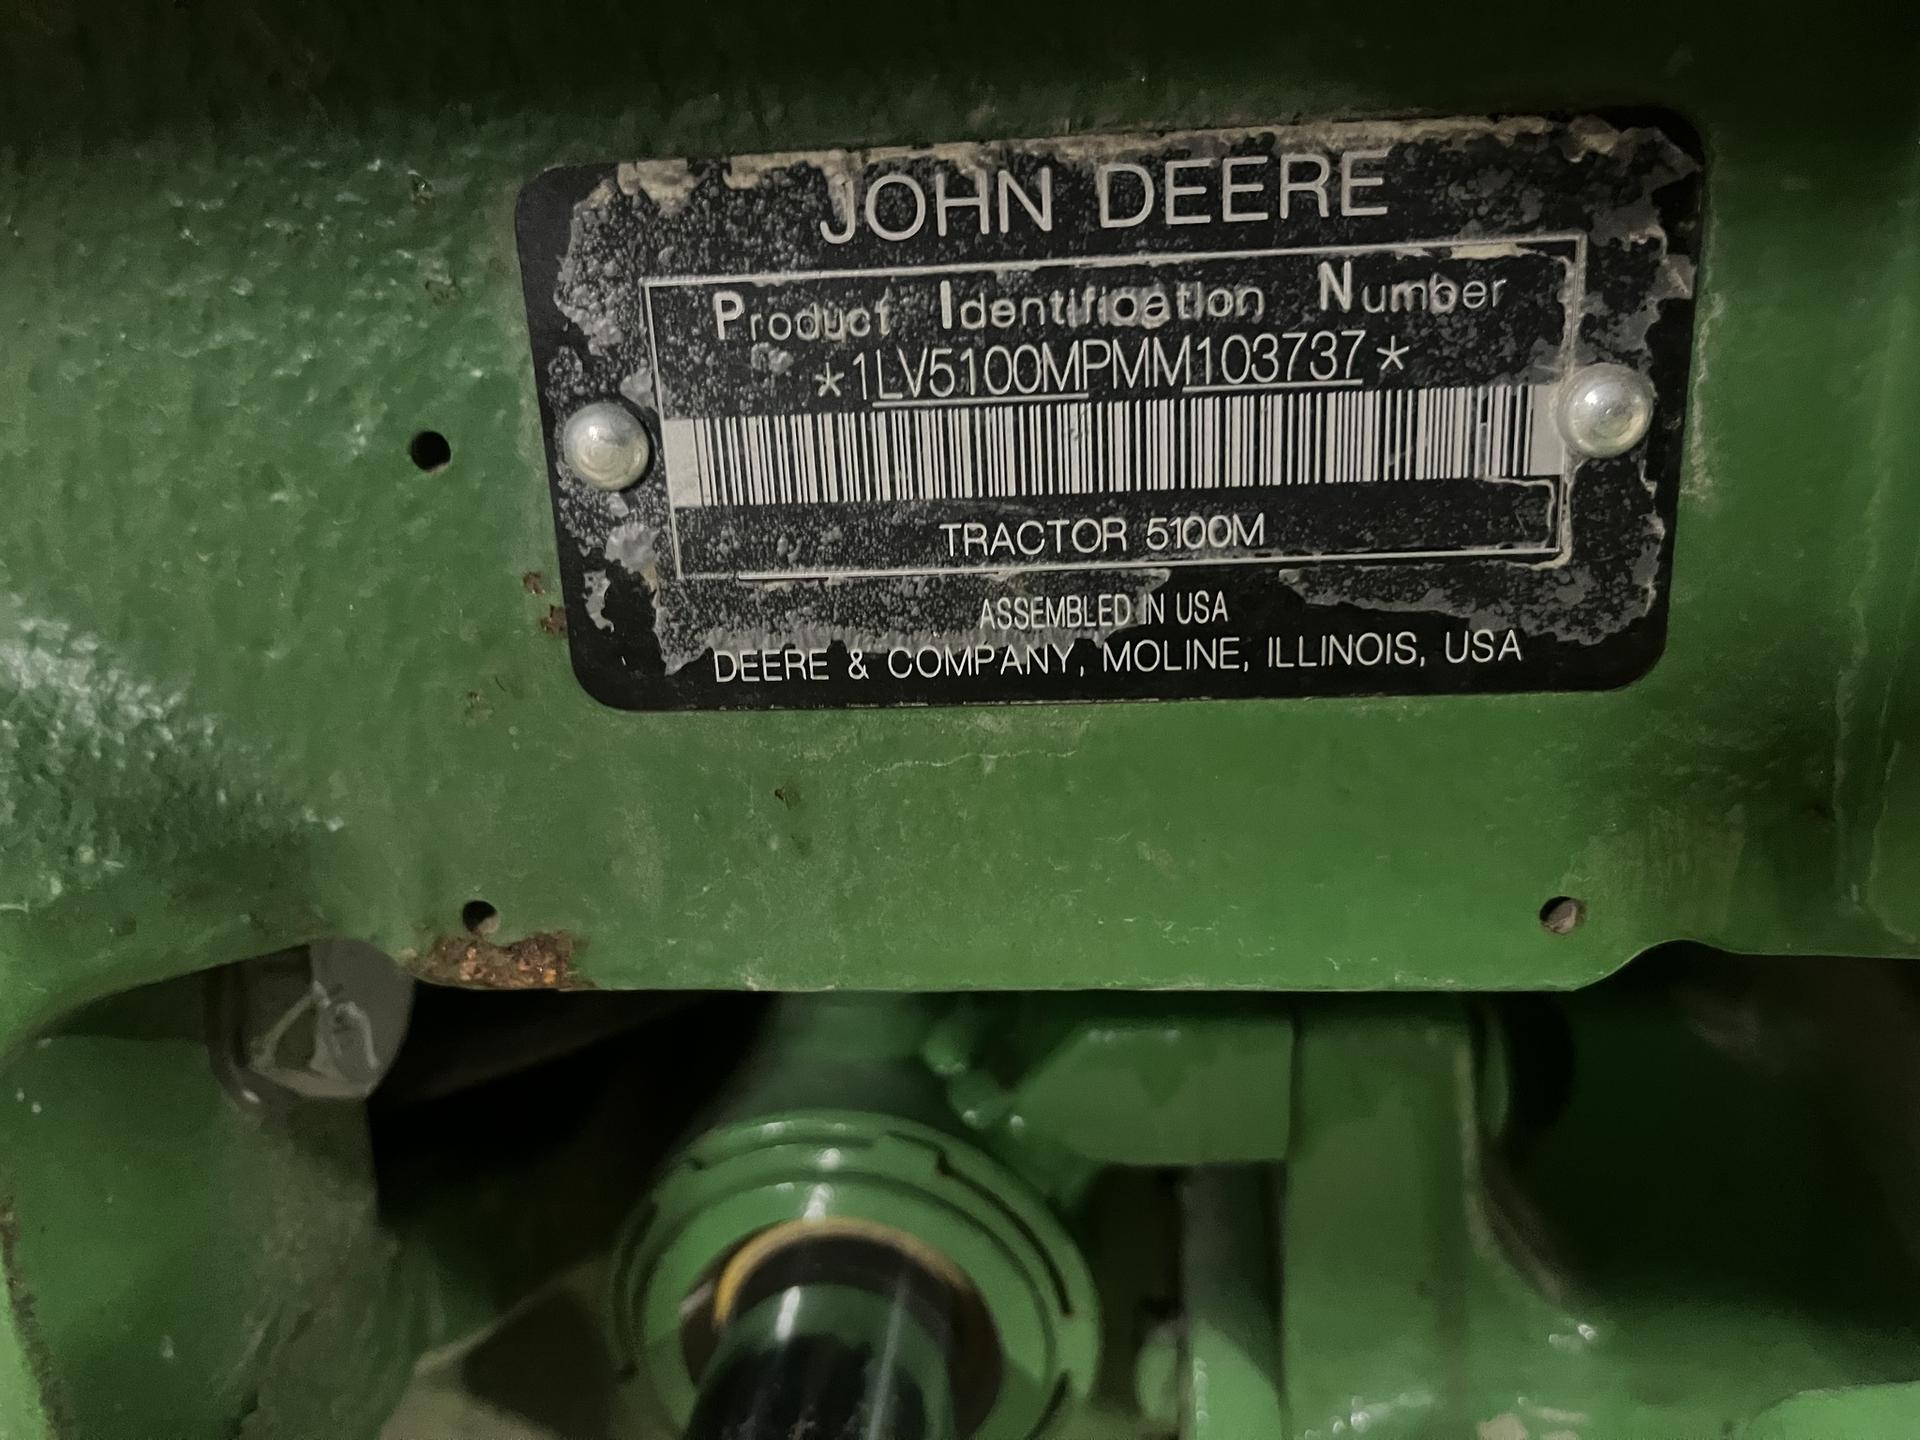 JOHN DEERE
Product Identification Number
*1LV5100MPMM103737*
TRACTOR 5100M
ASSEMBLED IN USA
DEERE & COMPANY, MOLINE, ILLINOIS, USA